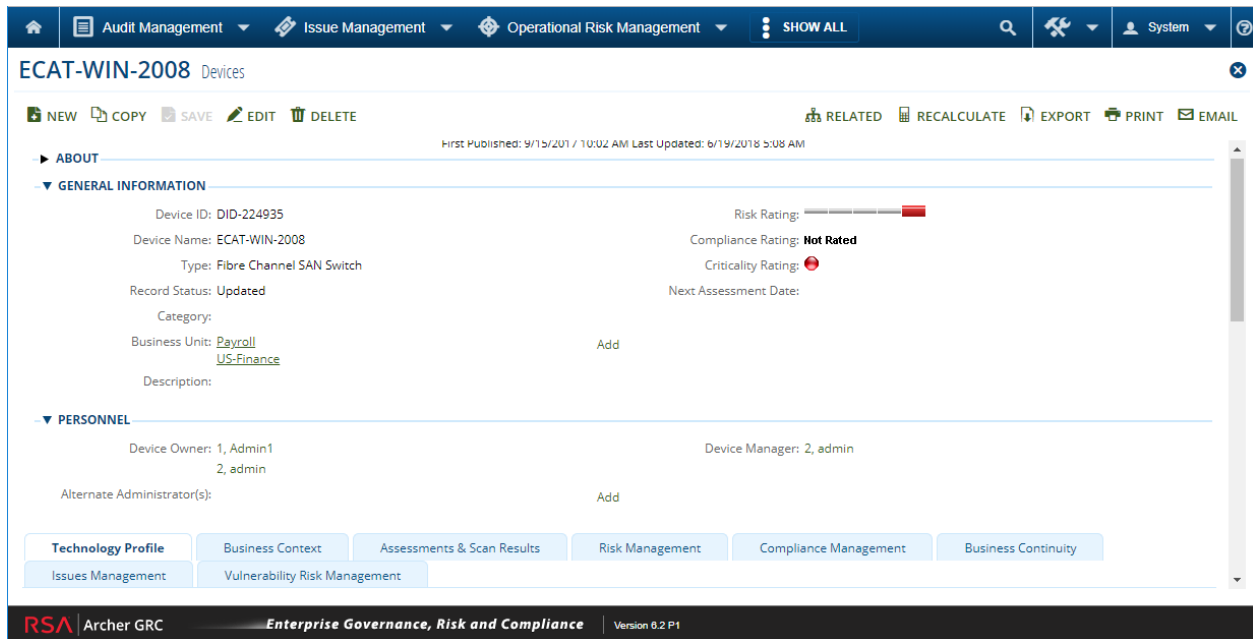 Audit Management Issue Management Operational Risk Management SHOW ALL System
ECAT-WIN-2008 Devices
NEW COPY SAVE EDIT DELETE RELATED RECALCULATE EXPORT PRINT EMAIL
First Published: 9/15/2017 10:02 AM Last Updated: 6/19/2018 5:08 AM
ABOUT
GENERAL INFORMATION
Device ID: DID-224935 Risk Rating:
Device Name: ECAT-WIN-2008 Compliance Rating: Not Rated
Type: Fibre Channel SAN Switch Criticality Rating:
Record Status: Updated Next Assessment Date:
Category:
Business Unit: Payroll Add
US-Finance
Description:
PERSONNEL
Device Owner: 1, Admin1 Device Manager: 2, admin
2, admin
Alternate Administrator(s): Add
Technology Profile Business Context Assessments & Scan Results Risk Management Compliance Management Business Continuity
Issues Management Vulnerability Risk Management
RSA Archer GRC Enterprise Governance, Risk and Compliance Version 6.2 P1